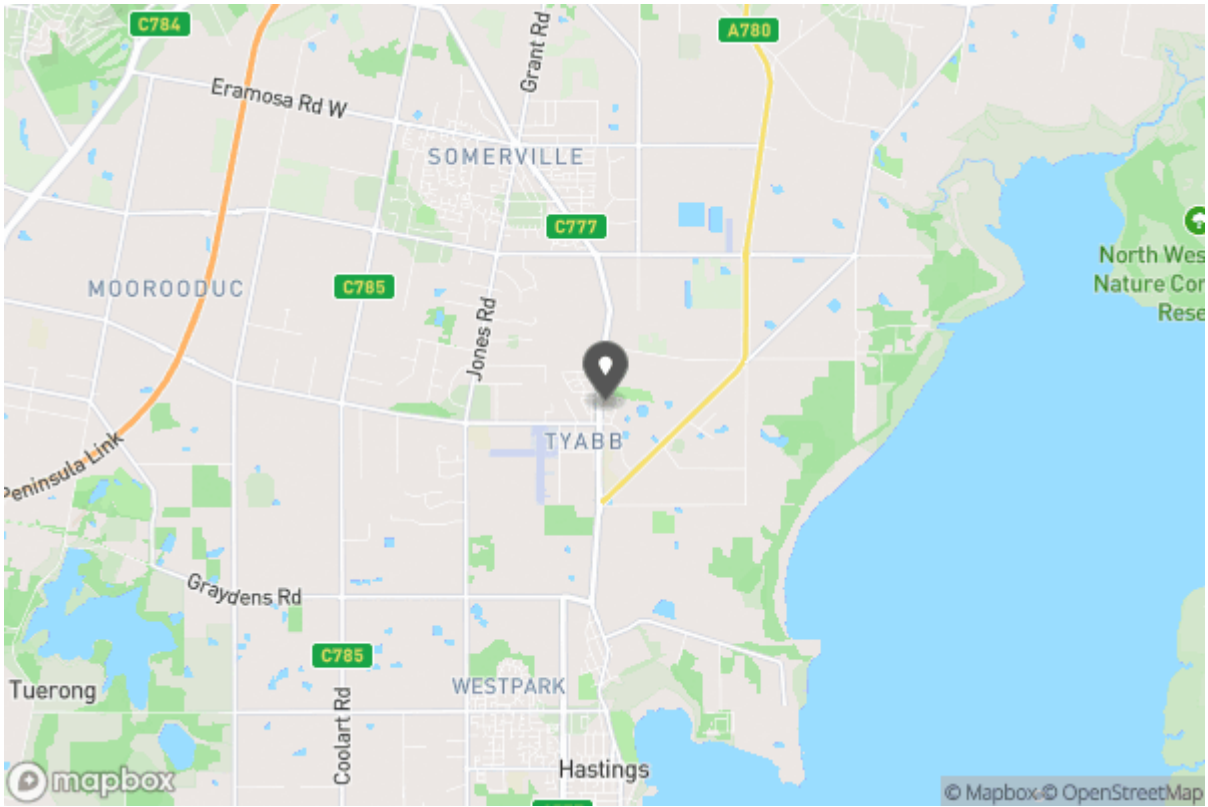 C784
A780
Grant Rd
Eramosa Rd W
SOMERVILLE
C777
North Wes
Nature Con
Rese
MOOROODUC
C785
Jones Rd
TYABB
Peninsula Link
Graydens Rd
C785
Tuerong
WESTPARK
Coolart Rd
Hastings
mapbox
© Mapbox © OpenStreetMap